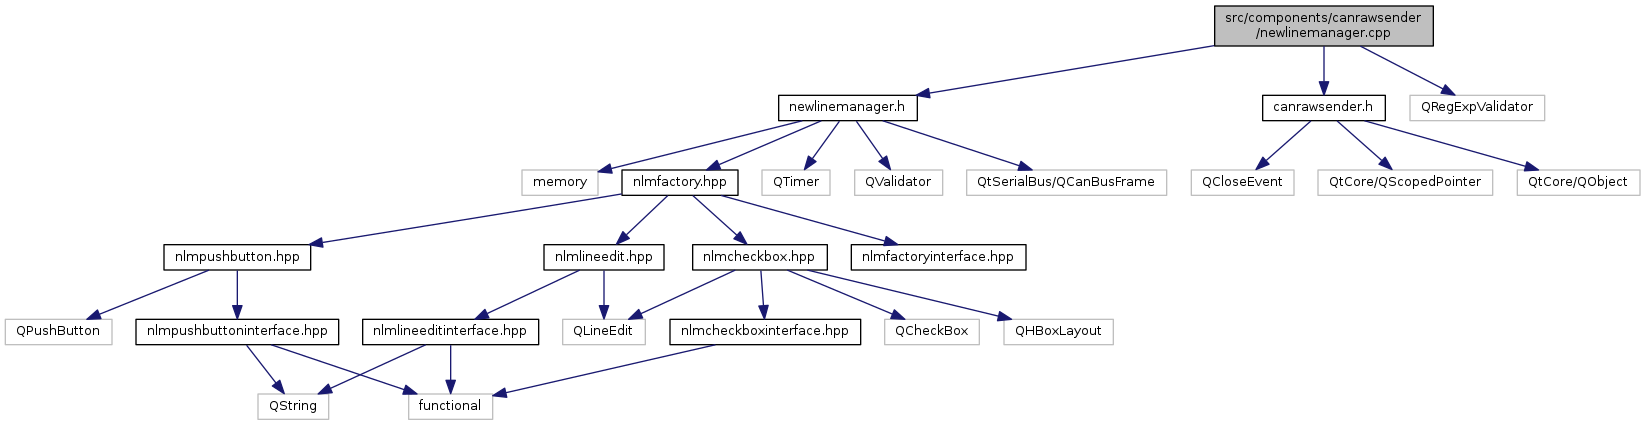 src/components/canrawsender
/newlinemanager.cpp
newlinemanager.h
canrawsender.h
QRegExpValidator
memory
nlmfactory.hpp
QTimer
QValidator
QtSerialBus/QCanBusFrame
QCloseEvent
QtCore/QScopedPointer
QtCore/QObject
nlmpushbutton.hpp
nlmlineedit.hpp
nlmcheckbox.hpp
nlmfactoryinterface.hpp
QPushButton
nlmpushbuttoninterface.hpp
nlmlineeditinterface.hpp
QLineEdit
nlmcheckboxinterface.hpp
QCheckBox
QHBoxLayout
QString
functional